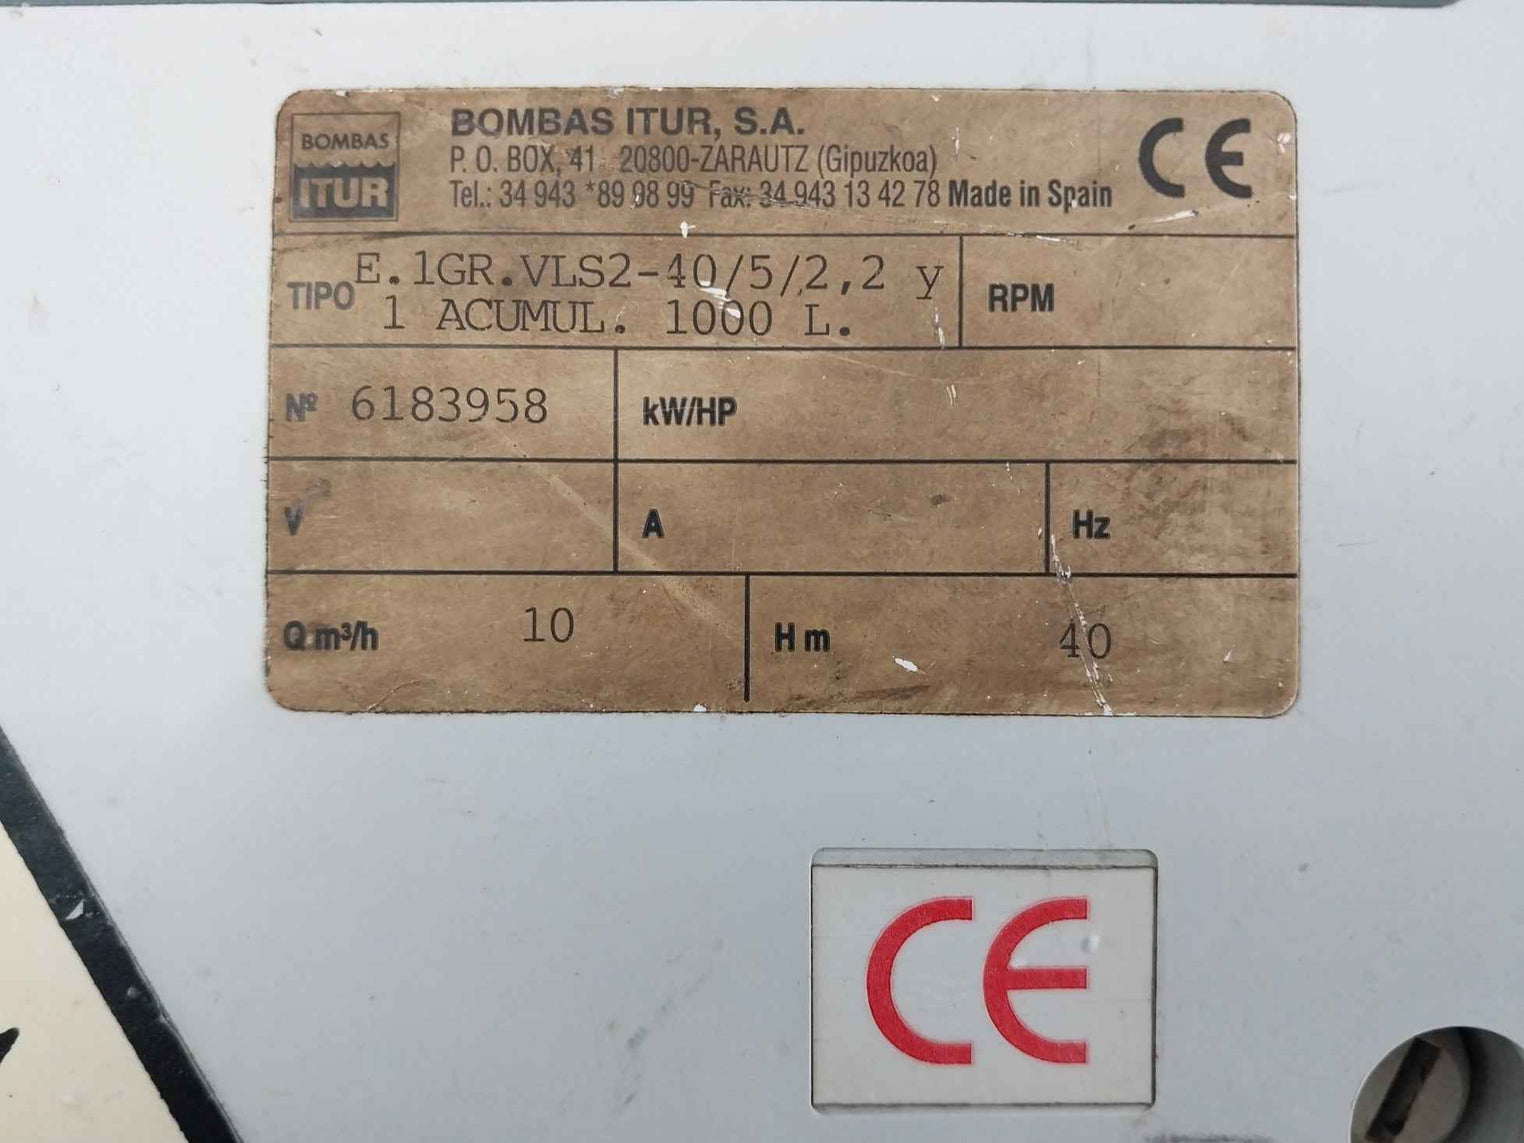 BOMBAS
ITUR
BOMBAS ITUR, S.A.
P. O. BOX, 41 20800-ZARAUTZ (Gipuzkoa)
Tel.: 34 943 *89 98 99 Fax: 34 943 13 42 78 Made in Spain
CE
TIPO E.1GR.VLS2-40/5/2,2 y
1 ACUMUL. 1000 L.
RPM
Nº 6183958
kW/HP
V
A
Hz
Q m³/h 10
H m 40
CE